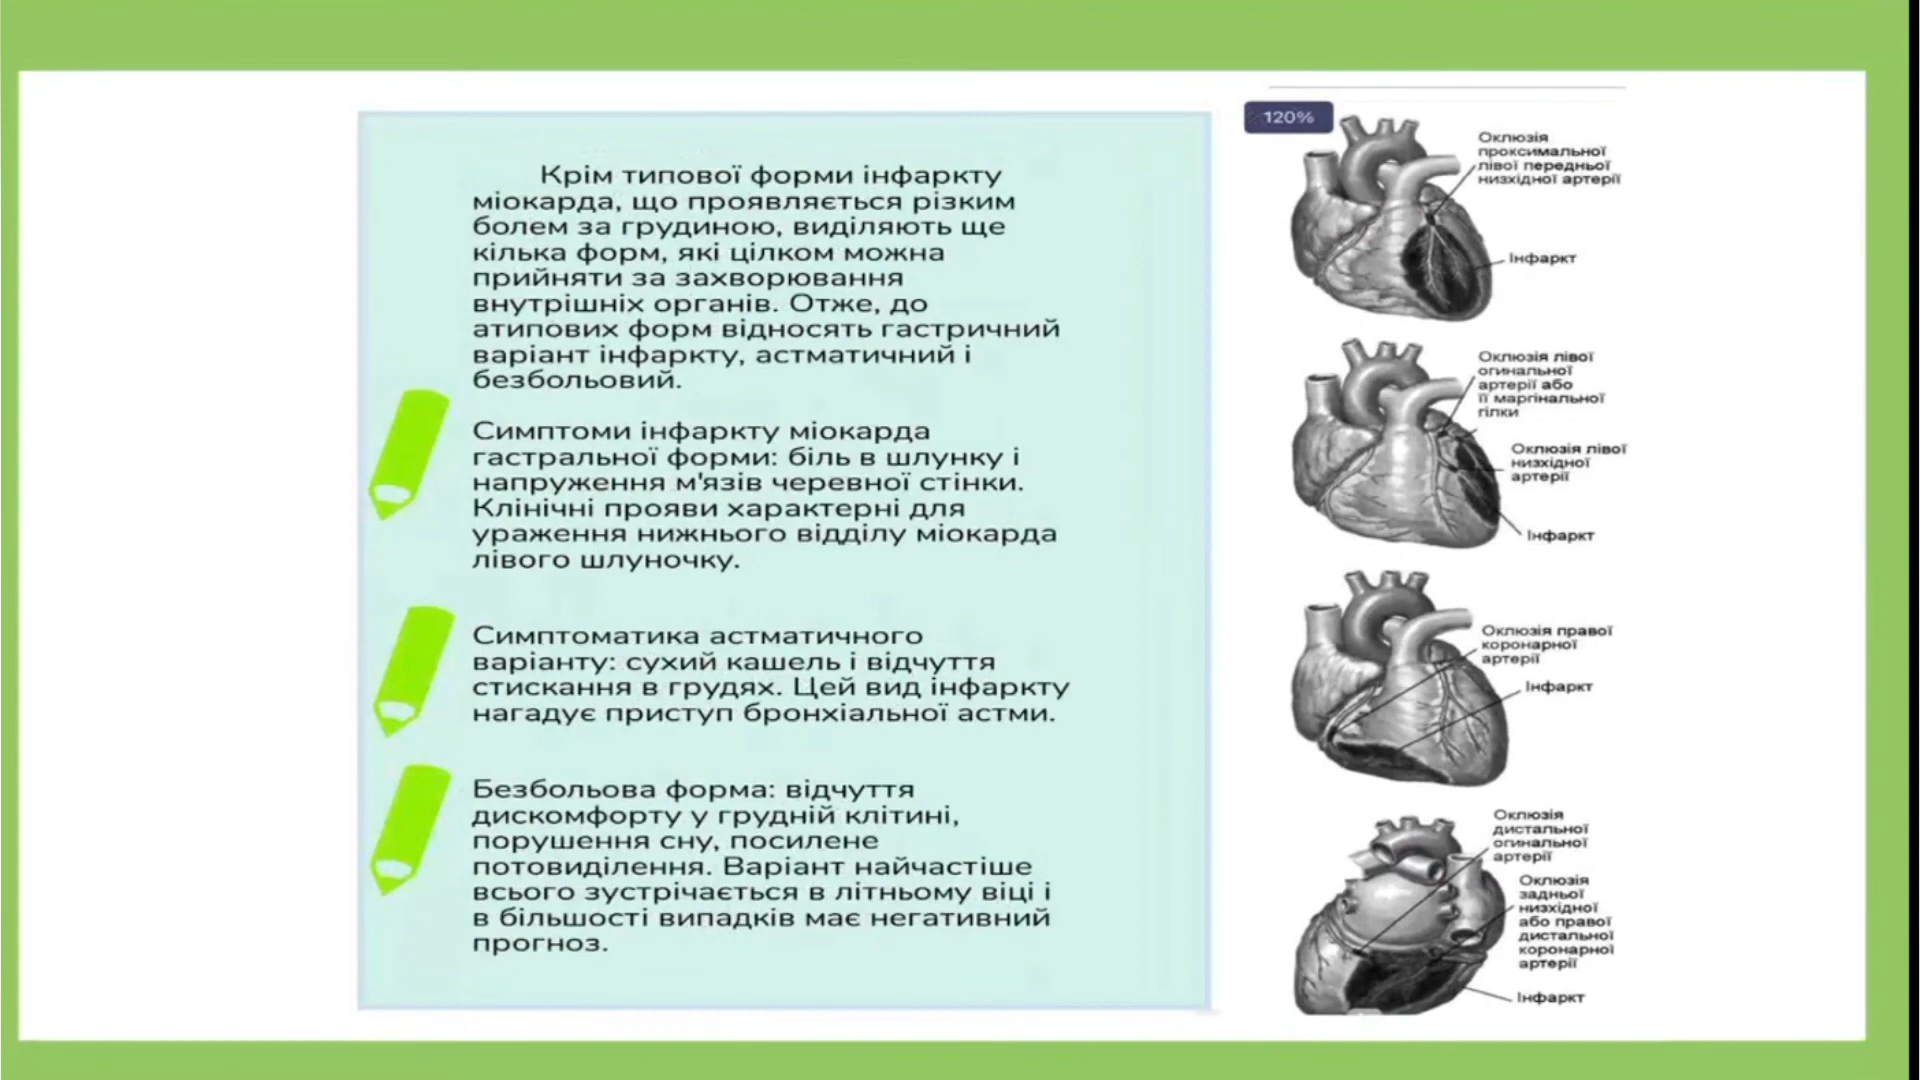 Крім типової форми інфаркту
міокарда, що проявляється різким
болем за грудиною, виділяють ще
кілька форм, які цілком можна
прийняти за захворювання
внутрішніх органів. Отже, до
атипових форм відносять гастричний
варіант інфаркту, астматичний і
безбольовий.
Симптоми інфаркту міокарда
гастральної форми: біль в шлунку і
напруження м'язів черевної стінки.
Клінічні прояви характерні для
ураження нижнього відділу міокарда
лівого шлуночку.
Симптоматика астматичного
варіанту: сухий кашель і відчуття
стискання в грудях. Цей вид інфаркту
нагадує приступ бронхіальної астми.
Безбольова форма: відчуття
дискомфорту у грудній клітині,
порушення сну, посилене
потовиділення. Варіант найчастіше
всього зустрічається в літньому віці і
в більшості випадків має негативний
прогноз.
120%
Оклюзія
проксимальної
лівої передньої
низхідної артерії
Інфаркт
Оклюзія лівої
огинальної
артерії або
її маргінальної
гілки
Оклюзія лівої
низхідної
артерії
Інфаркт
Оклюзія правої
коронарної
артерії
Інфаркт
Оклюзія
дистальної
огинальної
артерії
Оклюзія
задньої
низхідної
або правої
дистальної
коронарної
артерії
Інфаркт